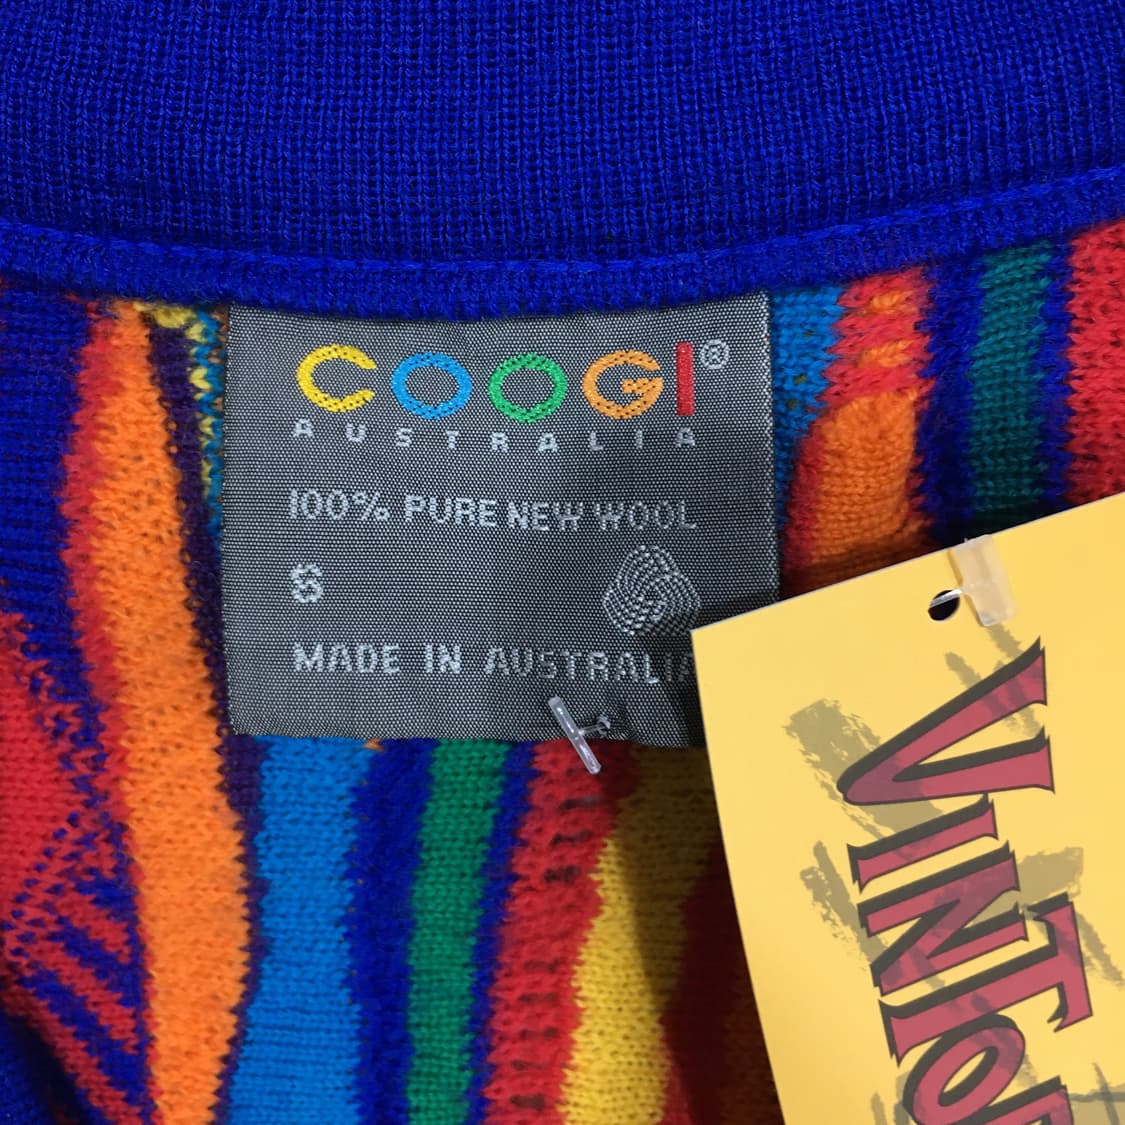 COOGI®
AUSTRALIA
100% PURE NEW WOOL
S
MADE IN AUSTRALIA